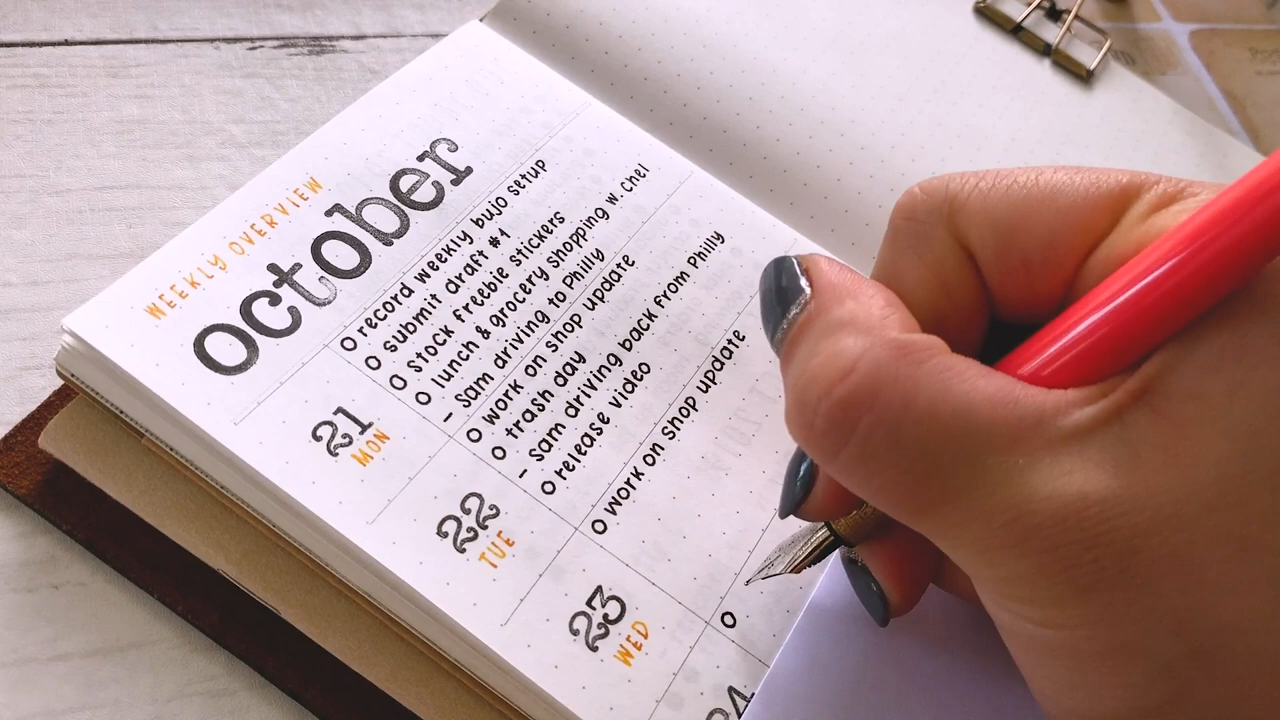 WEEKLY OVERVIEW
october
21
MON
o record weekly bujo setup
o submit draft #1
o stock freebie stickers
o lunch & grocery shopping w. chel
- Sam driving to Philly
22
TUE
o work on shop update
o trash day
- Sam driving back from Philly
o release video
23
WED
o work on shop update
24
o